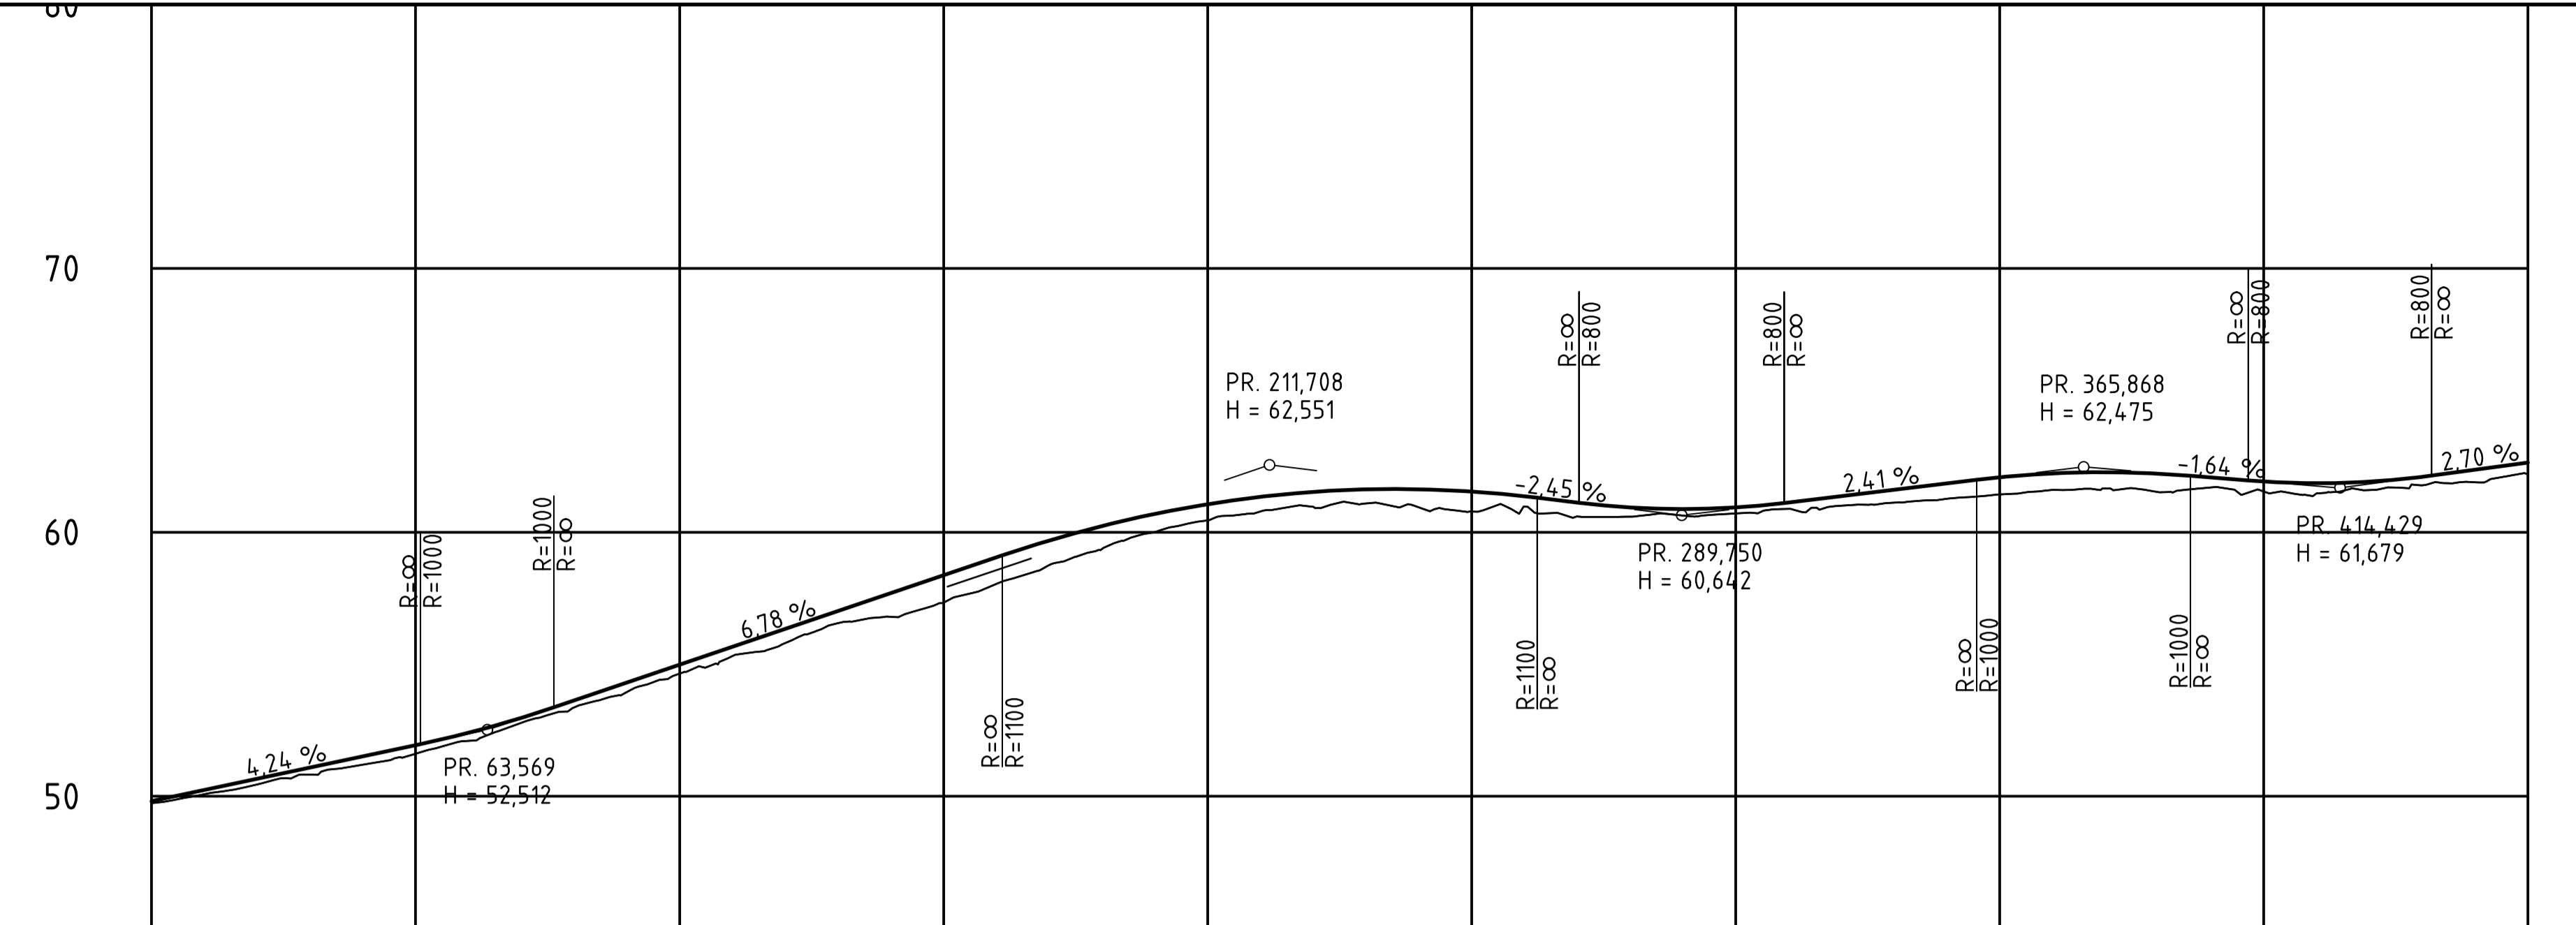 80
70
60
50
4,24 %
R=∞
R=1000
PR. 63,569
H = 52,512
R=1000
R=∞
6,78 %
R=∞
R=1100
PR. 211,708
H = 62,551
-2,45 %
R=1100
R=∞
R=∞
R=800
PR. 289,750
H = 60,642
R=800
R=∞
2,41 %
R=∞
R=1000
PR. 365,868
H = 62,475
-1,64 %
R=1000
R=∞
R=∞
R=800
PR. 414,429
H = 61,679
R=800
R=∞
2,70 %